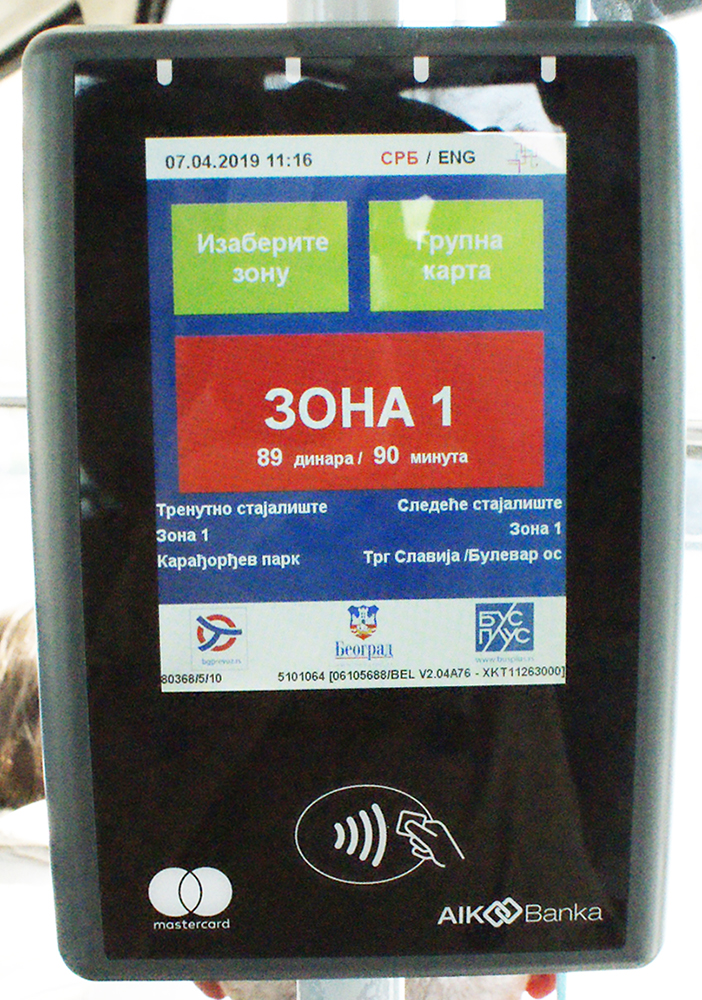 07.04.2019 11:16 СРБ / ENG
Изаберите
зону
Групна
карта
ЗОНА 1
89 динара / 90 минута
Тренутно стајалиште
Зона 1
Карађорђев парк
Следеће стајалиште
Зона 1
Трг Славија /Булевар ос
Београд
БУС
ПЛУС
80368/5/10
5101064 [06105688/BEL V2.04A76 - XKT11263000]
mastercard
AIK Banka